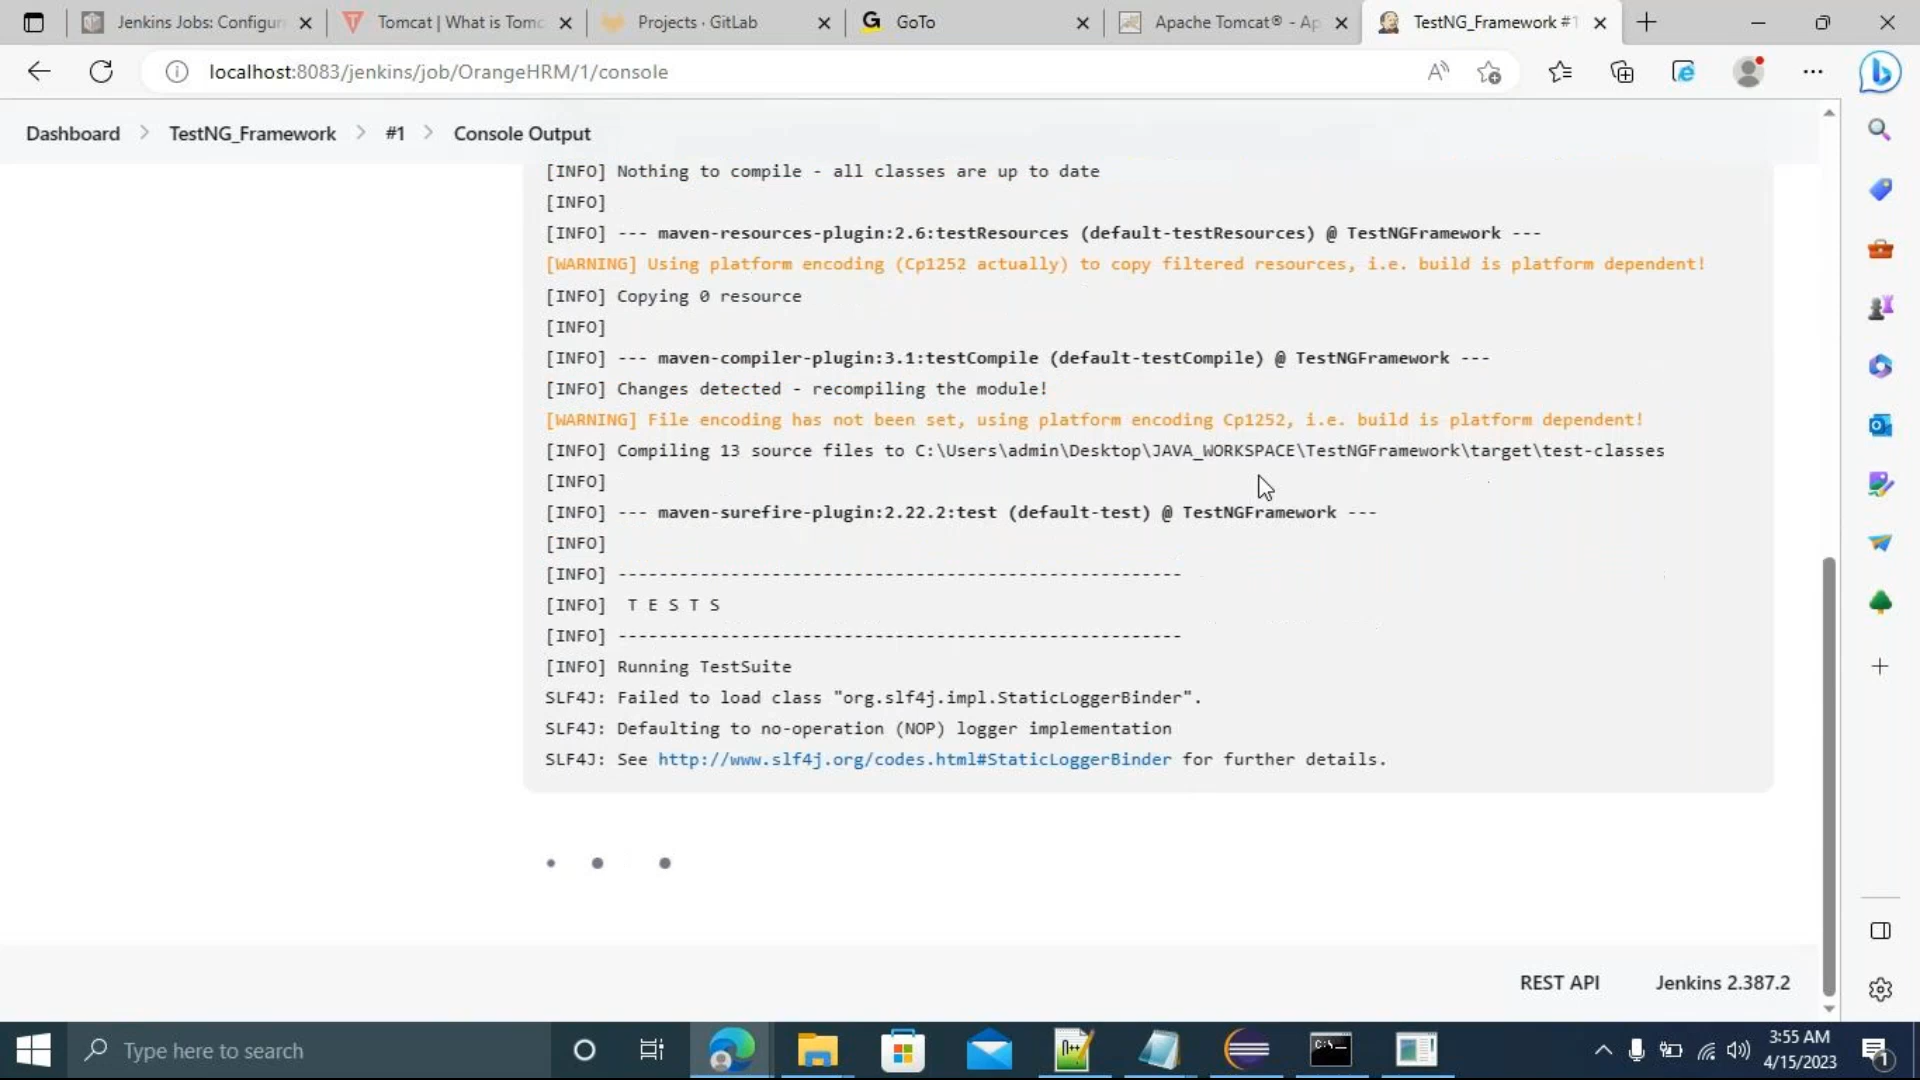 Jenkins Jobs: Configur
Tomcat | What is Tomc
Projects · GitLab
G GoTo
Apache Tomcat® - Ap
TestNG_Framework #1
localhost:8083/jenkins/job/OrangeHRM/1/console
Dashboard > TestNG_Framework > #1 > Console Output
[INFO] Nothing to compile - all classes are up to date
[INFO]
[INFO] --- maven-resources-plugin:2.6:testResources (default-testResources) @ TestNGFramework ---
[WARNING] Using platform encoding (Cp1252 actually) to copy filtered resources, i.e. build is platform dependent!
[INFO] Copying 0 resource
[INFO]
[INFO] --- maven-compiler-plugin:3.1:testCompile (default-testCompile) @ TestNGFramework ---
[INFO] Changes detected - recompiling the module!
[WARNING] File encoding has not been set, using platform encoding Cp1252, i.e. build is platform dependent!
[INFO] Compiling 13 source files to C:\Users\admin\Desktop\JAVA_WORKSPACE\TestNGFramework\target\test-classes
[INFO]
[INFO] --- maven-surefire-plugin:2.22.2:test (default-test) @ TestNGFramework ---
[INFO]
[INFO] -------------------------------------------------------
[INFO]  T E S T S
[INFO] -------------------------------------------------------
[INFO] Running TestSuite
SLF4J: Failed to load class "org.slf4j.impl.StaticLoggerBinder".
SLF4J: Defaulting to no-operation (NOP) logger implementation
SLF4J: See http://www.slf4j.org/codes.html#StaticLoggerBinder for further details.
REST API
Jenkins 2.387.2
Type here to search
3:55 AM
4/15/2023
1